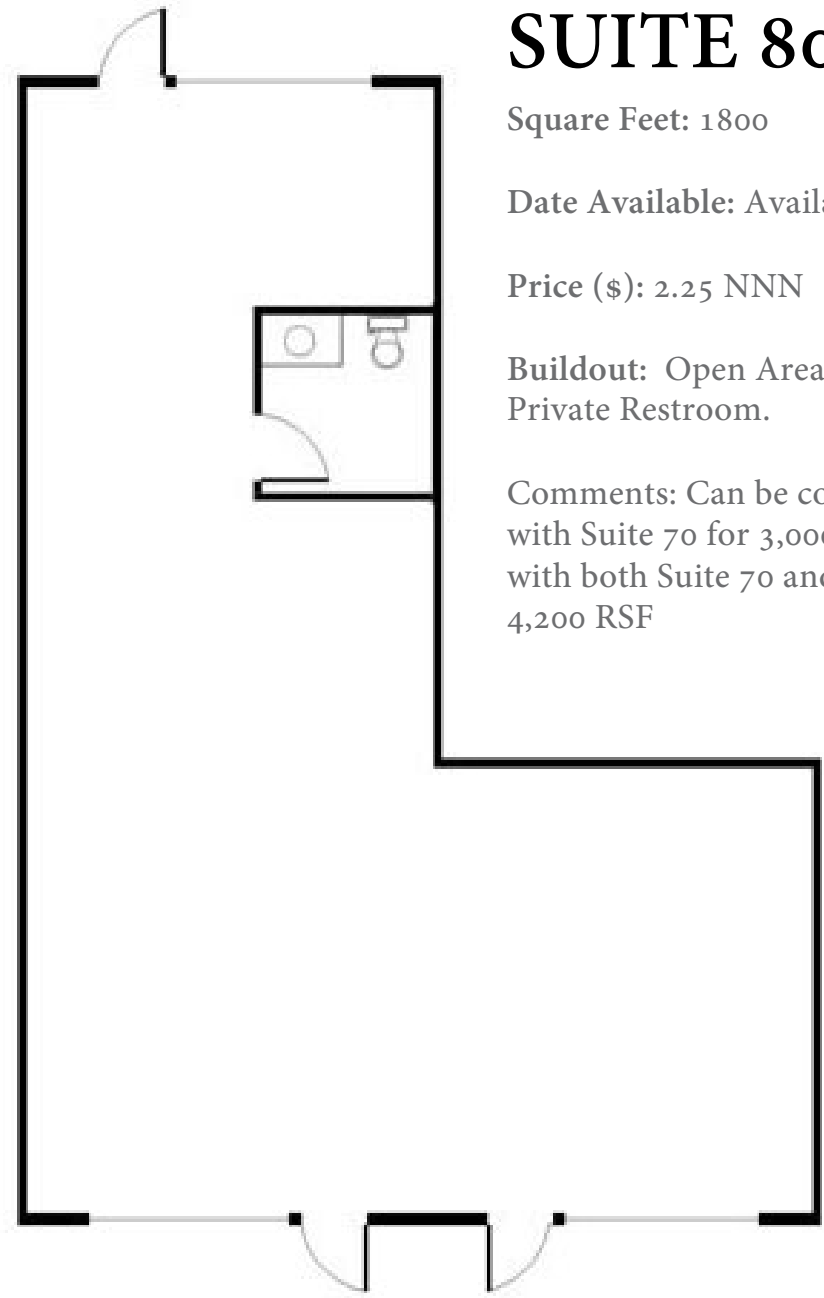 SUITE 80
Square Feet: 1800
Date Available:
Price ($): 2.25 NNN
Buildout: Open Area
Private Restroom.
Comments: Can be
with Suite 70 for
with both Suite 70
4,200 RSF